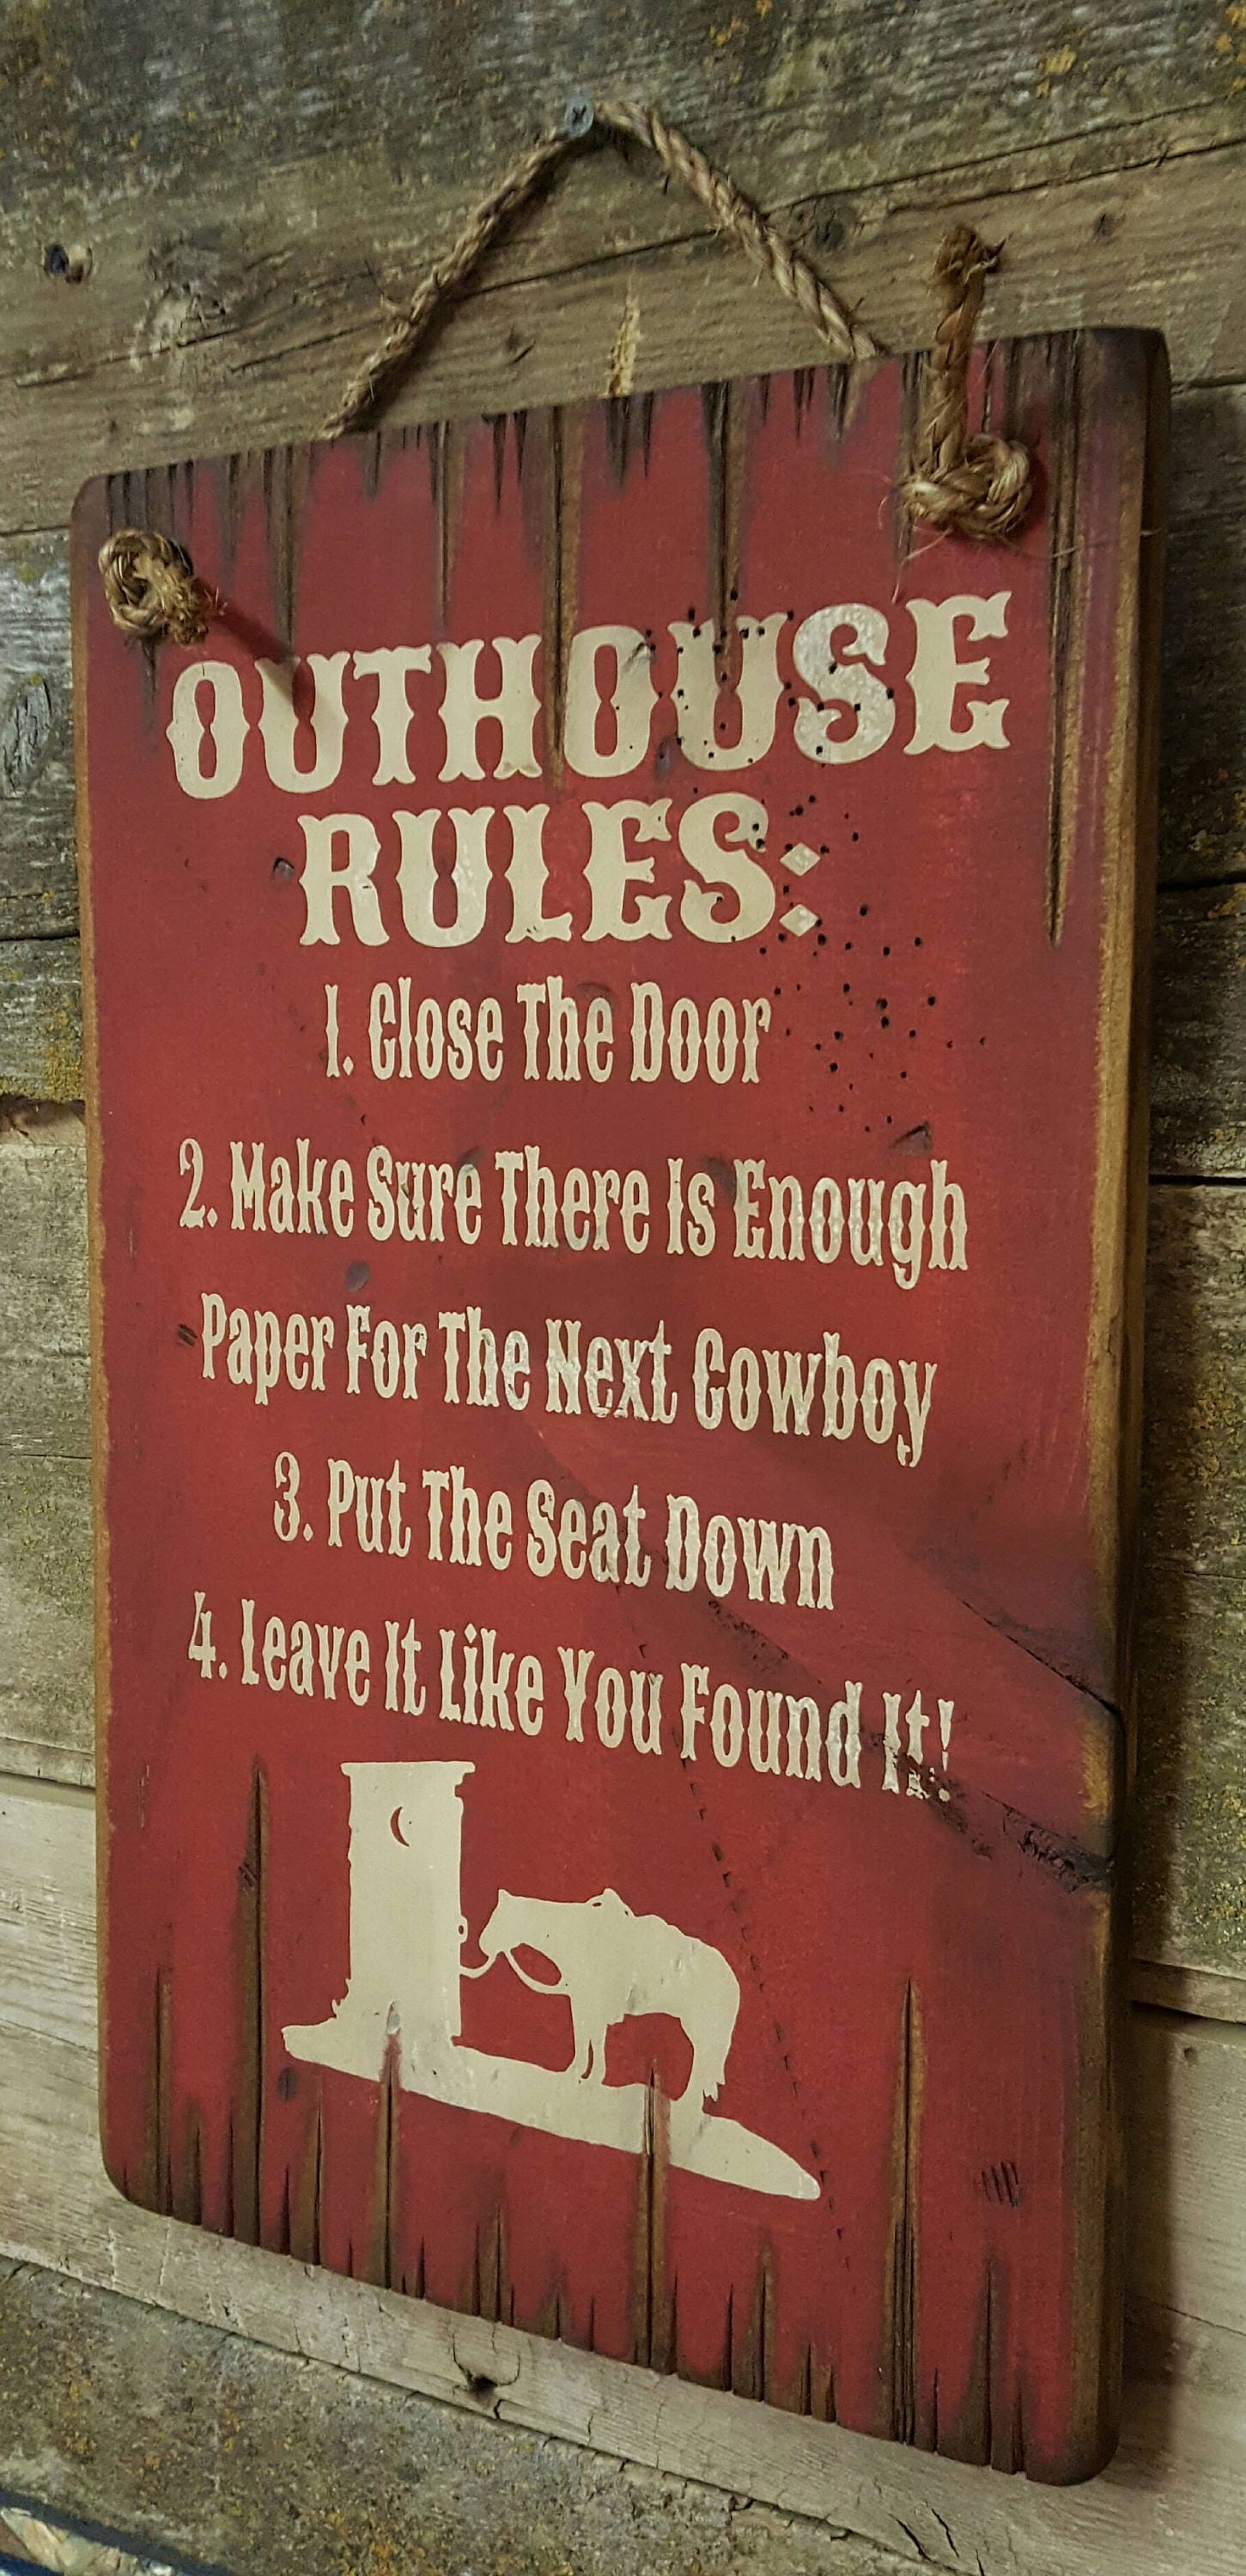 OUTHOUSE
RULES:
1. Close The Door
2. Make Sure There Is Enough
Paper For The Next Cowboy
3. Put The Seat Down
4. Leave It Like You Found It!